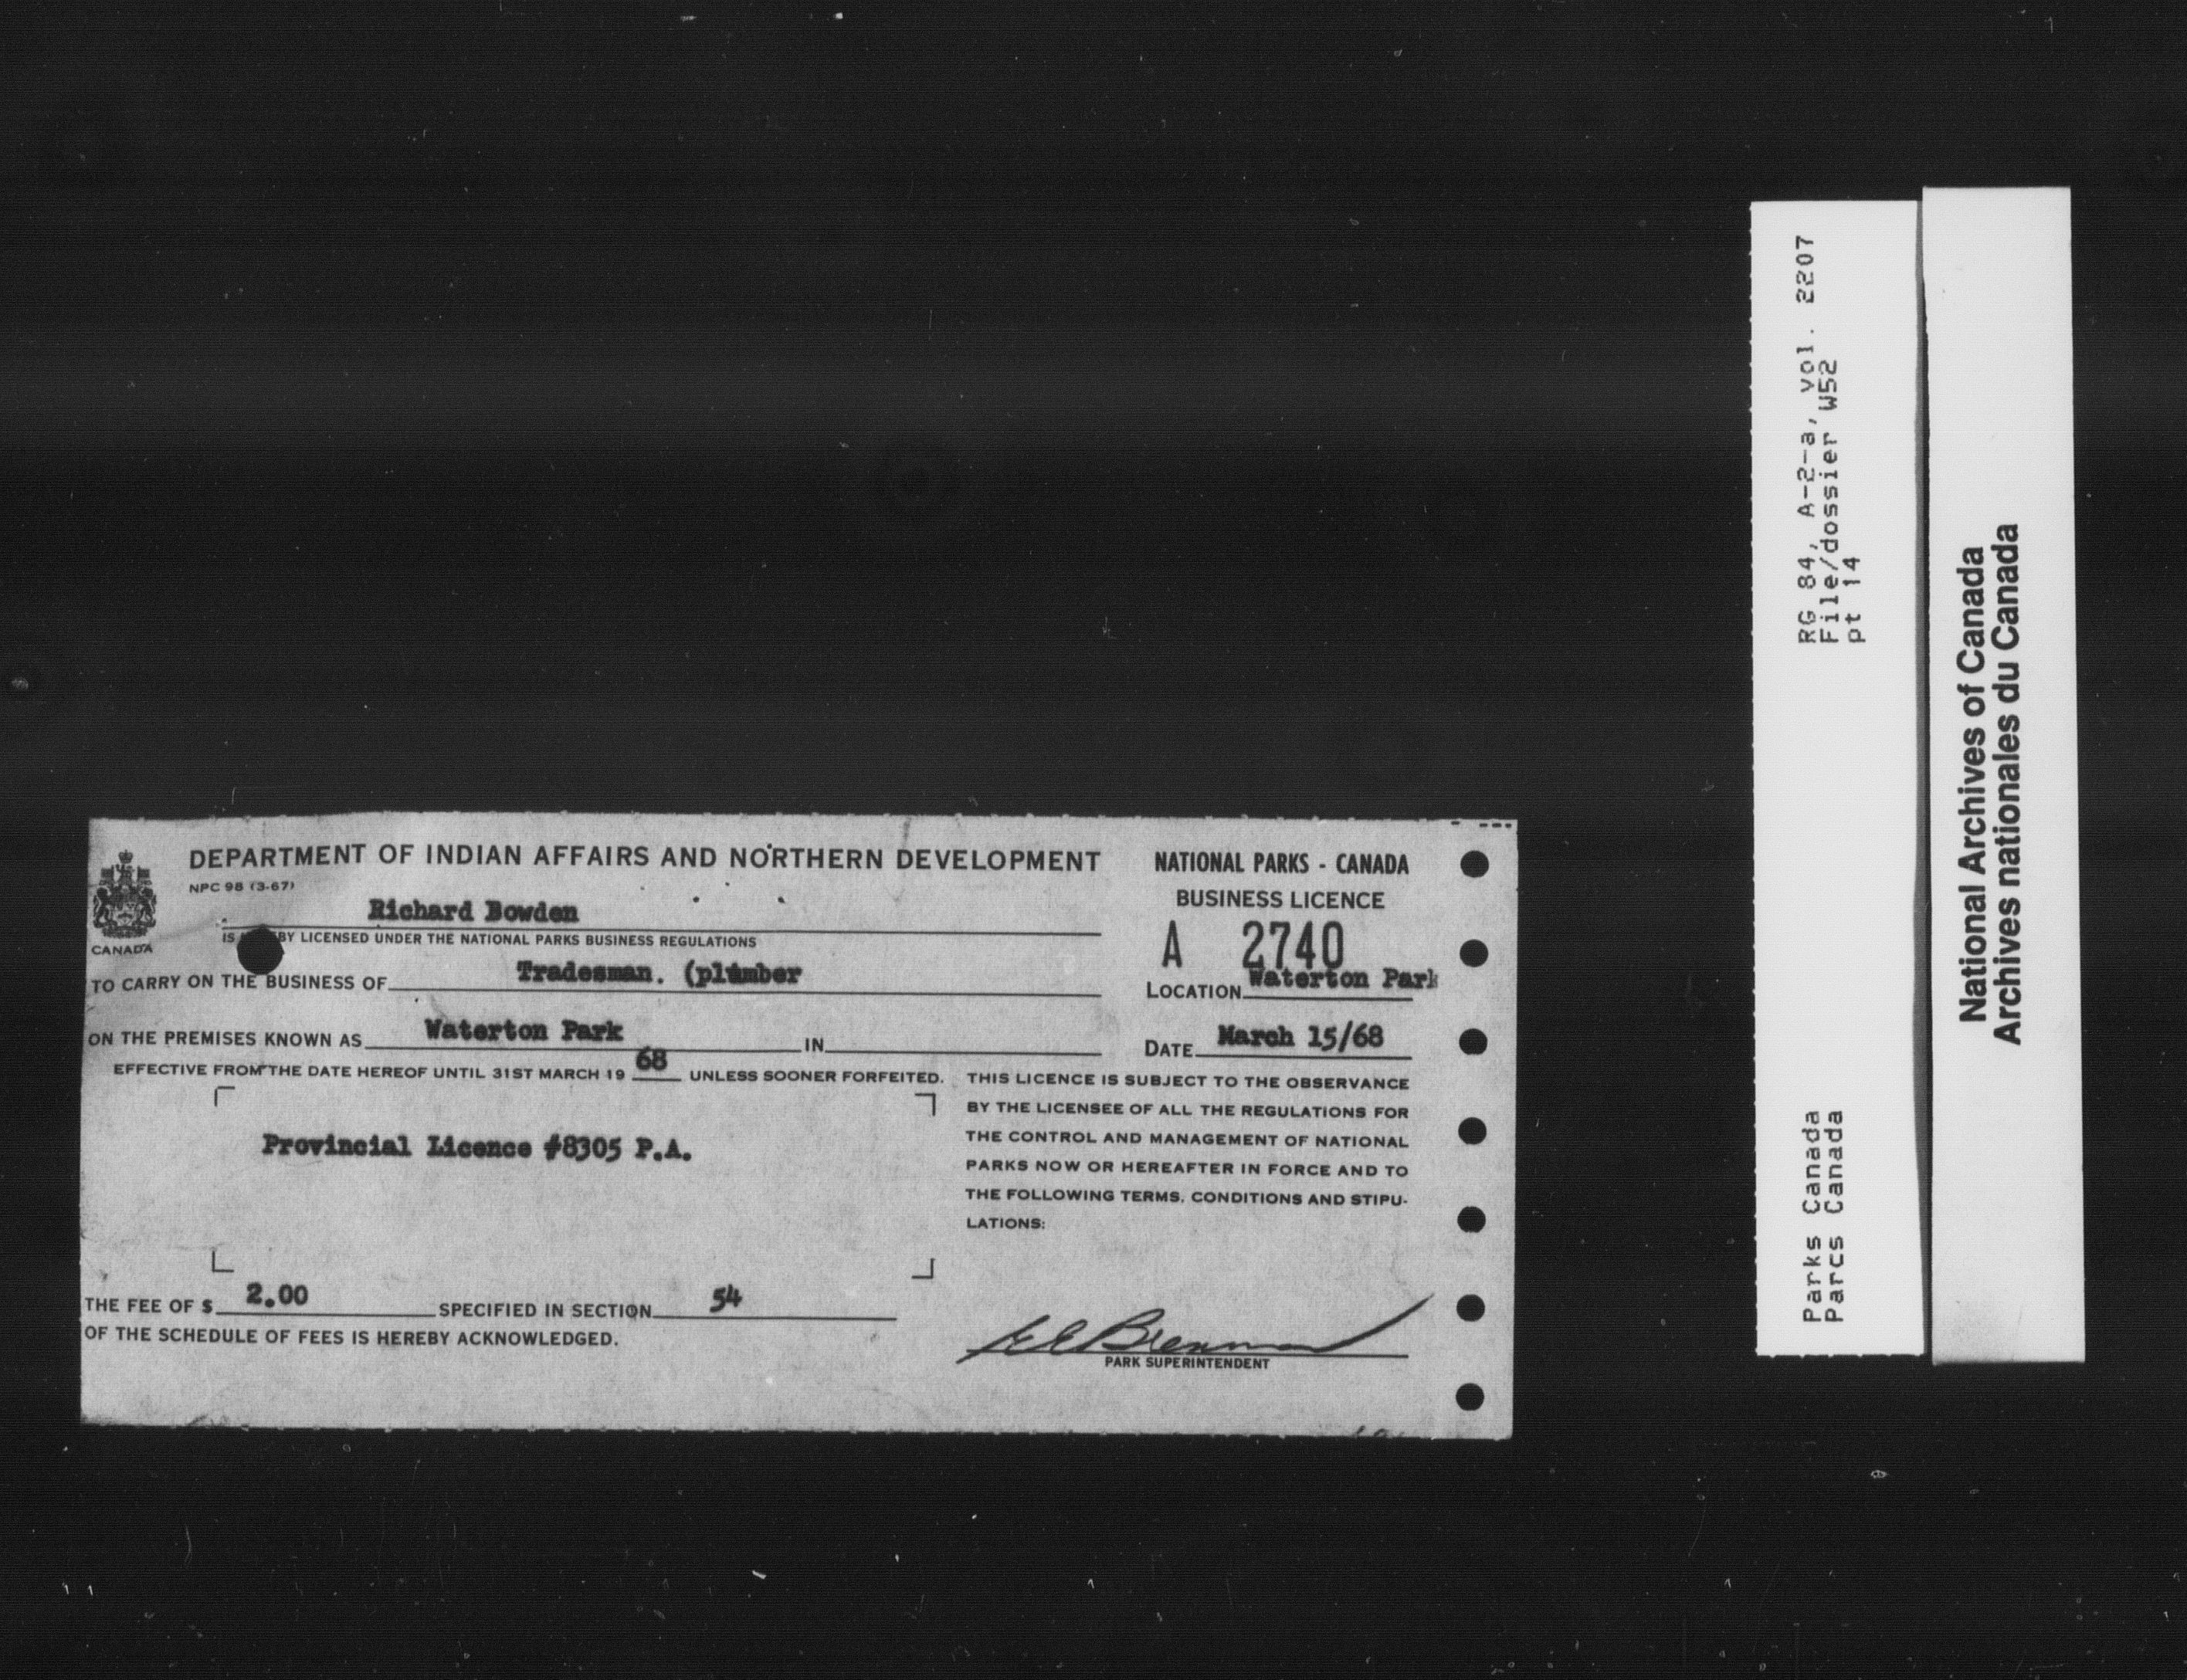 DEPARTMENT OF INDIAN AFFAIRS AND NORTHERN DEVELOPMENT
NPC 98 (3-67)
CANADA
Richard Bowden
IS BY LICENSED UNDER THE NATIONAL PARKS BUSINESS REGULATIONS
TO CARRY ON THE BUSINESS OF Tradesman. (plumber
ON THE PREMISES KNOWN AS Waterton Park IN
EFFECTIVE FROM THE DATE HEREOF UNTIL 31ST MARCH 19 68 UNLESS SOONER FORFEITED.
Provincial Licence #8305 P.A.
THE FEE OF $ 2.00 SPECIFIED IN SECTION 54
OF THE SCHEDULE OF FEES IS HEREBY ACKNOWLEDGED.
NATIONAL PARKS - CANADA
BUSINESS LICENCE
A 2740
LOCATION Waterton Park
DATE March 15/68
THIS LICENCE IS SUBJECT TO THE OBSERVANCE
BY THE LICENSEE OF ALL THE REGULATIONS FOR
THE CONTROL AND MANAGEMENT OF NATIONAL
PARKS NOW OR HEREAFTER IN FORCE AND TO
THE FOLLOWING TERMS, CONDITIONS AND STIPU-
LATIONS:
Brennan
PARK SUPERINTENDENT
RG 84, A-2-a, vol. 2207
File/dossier W52
pt 14
Parks Canada
Parcs Canada
National Archives of Canada
Archives nationales du Canada